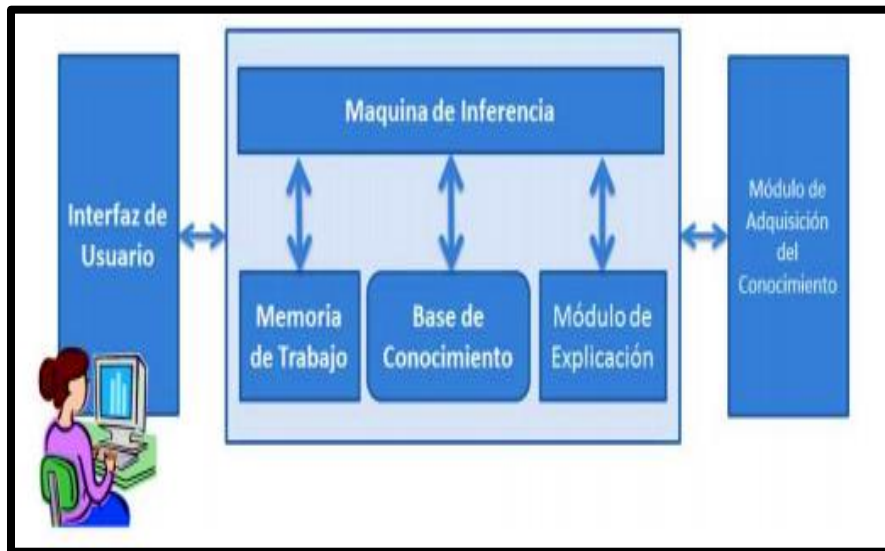 Maquina de Inferencia
Interfaz de
Usuario
Memoria
de Trabajo
Base de
Conocimiento
Módulo de
Explicación
Módulo de
Adquisición
del
Conocimiento